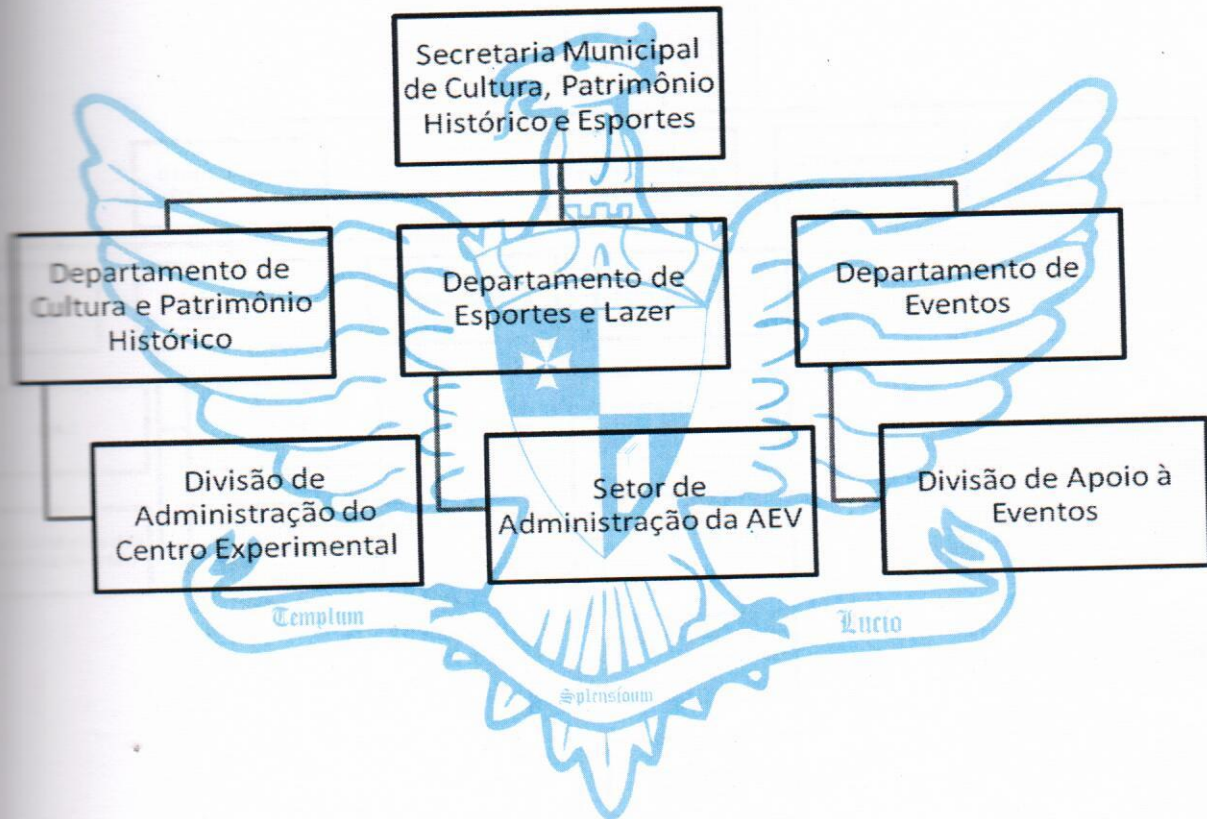 Secretaria Municipal
de Cultura, Patrimônio
Histórico e Esportes
Departamento de
Cultura e Patrimônio
Histórico
Departamento de
Esportes e Lazer
Departamento de
Eventos
Divisão de
Administração do
Centro Experimental
Setor de
Administração da AEV
Divisão de Apoio à
Eventos
Templum
Lucio
Splensioum